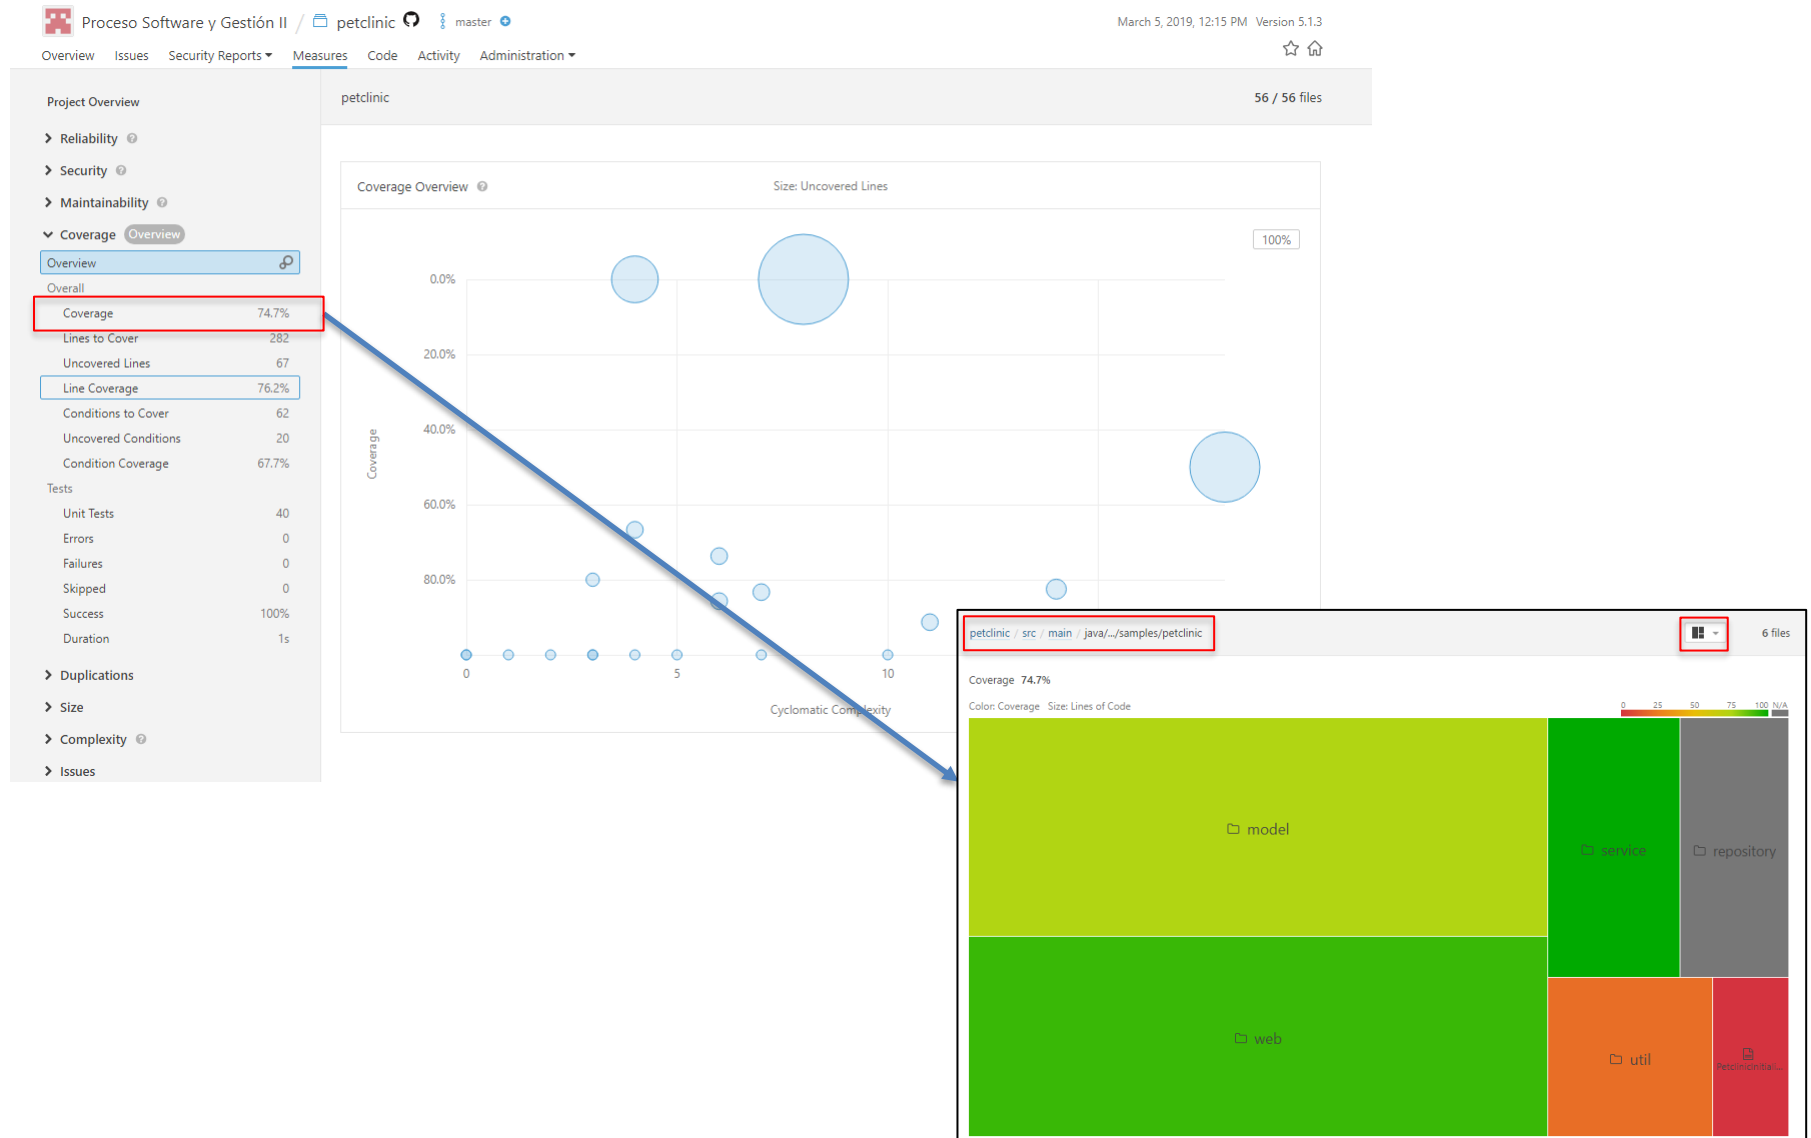 Proceso Software y Gestión II / petclinic master
March 5, 2019, 12:15 PM Version 5.1.3
Overview Issues Security Reports Measures Code Activity Administration
Project Overview
Reliability
Security
Maintainability
Coverage Overview
Overview
Overall
Coverage 74.7%
Lines to Cover 282
Uncovered Lines 67
Line Coverage 76.2%
Conditions to Cover 62
Uncovered Conditions 20
Condition Coverage 67.7%
Tests
Unit Tests 40
Errors 0
Failures 0
Skipped 0
Success 100%
Duration 1s
Duplications
Size
Complexity
Issues
petclinic 56 / 56 files
Coverage Overview Size: Uncovered Lines
100%
0.0%
20.0%
40.0%
60.0%
80.0%
Coverage
0 5 10
Cyclomatic Complexity
petclinic / src / main / java/.../samples/petclinic 6 files
Coverage 74.7%
Color: Coverage Size: Lines of Code
0 25 50 75 100 N/A
model
service
repository
web
util
PetclinicInitiali...